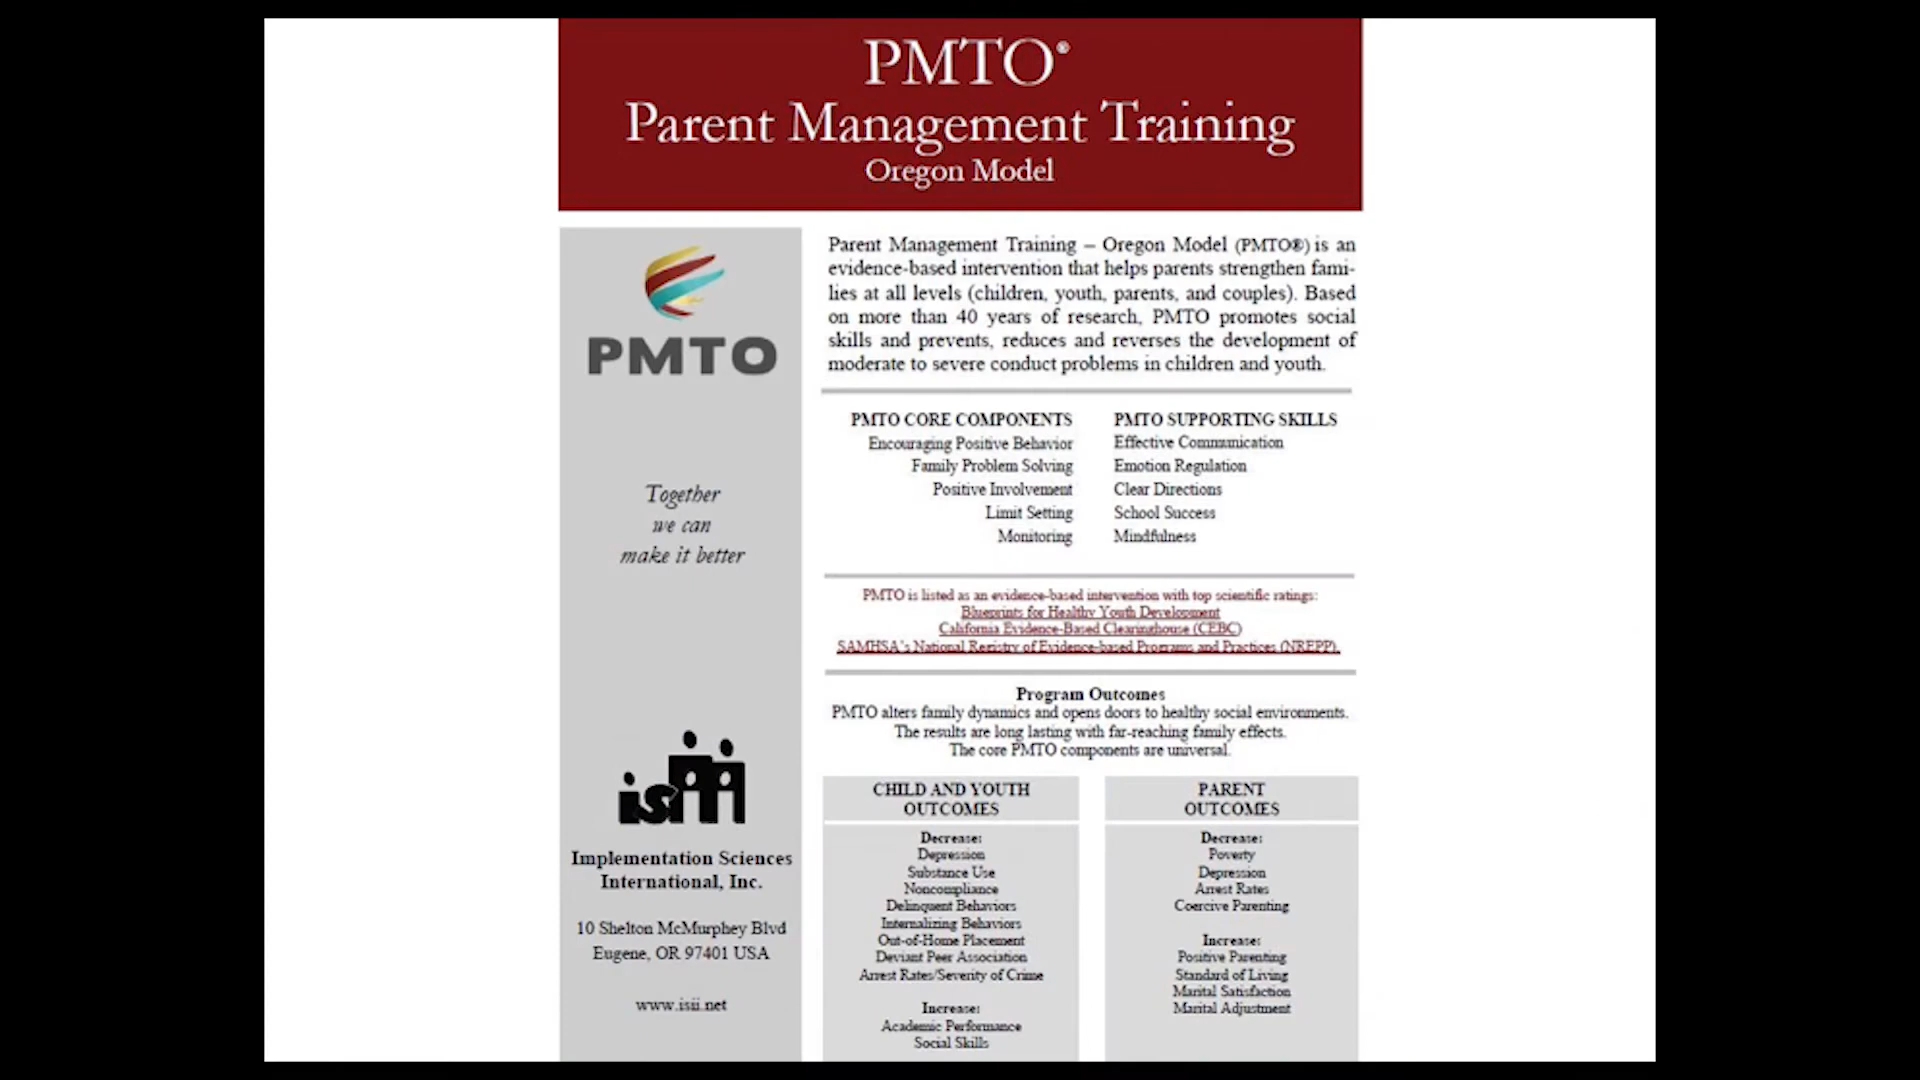 PMTO®
Parent Management Training
Oregon Model
PMTO
Together
we can
make it better
isii
Implementation Sciences
International, Inc.
10 Shelton McMurphey Blvd
Eugene, OR 97401 USA
www.isii.net
Parent Management Training – Oregon Model (PMTO®) is an
evidence-based intervention that helps parents strengthen fami-
lies at all levels (children, youth, parents, and couples). Based
on more than 40 years of research, PMTO promotes social
skills and prevents, reduces and reverses the development of
moderate to severe conduct problems in children and youth.
PMTO CORE COMPONENTS
Encouraging Positive Behavior
Family Problem Solving
Positive Involvement
Limit Setting
Monitoring
PMTO SUPPORTING SKILLS
Effective Communication
Emotion Regulation
Clear Directions
School Success
Mindfulness
PMTO is listed as an evidence-based intervention with top scientific ratings:
Blueprints for Healthy Youth Development
California Evidence-Based Clearinghouse (CEBC)
SAMHSA's National Registry of Evidence-based Programs and Practices (NREPP).
Program Outcomes
PMTO alters family dynamics and opens doors to healthy social environments.
The results are long lasting with far-reaching family effects.
The core PMTO components are universal.
CHILD AND YOUTH
OUTCOMES
Decrease:
Depression
Substance Use
Noncompliance
Delinquent Behaviors
Internalizing Behaviors
Out-of-Home Placement
Deviant Peer Association
Arrest Rates/Severity of Crime
Increase:
Academic Performance
Social Skills
PARENT
OUTCOMES
Decrease:
Poverty
Depression
Arrest Rates
Coercive Parenting
Increase:
Positive Parenting
Standard of Living
Marital Satisfaction
Marital Adjustment